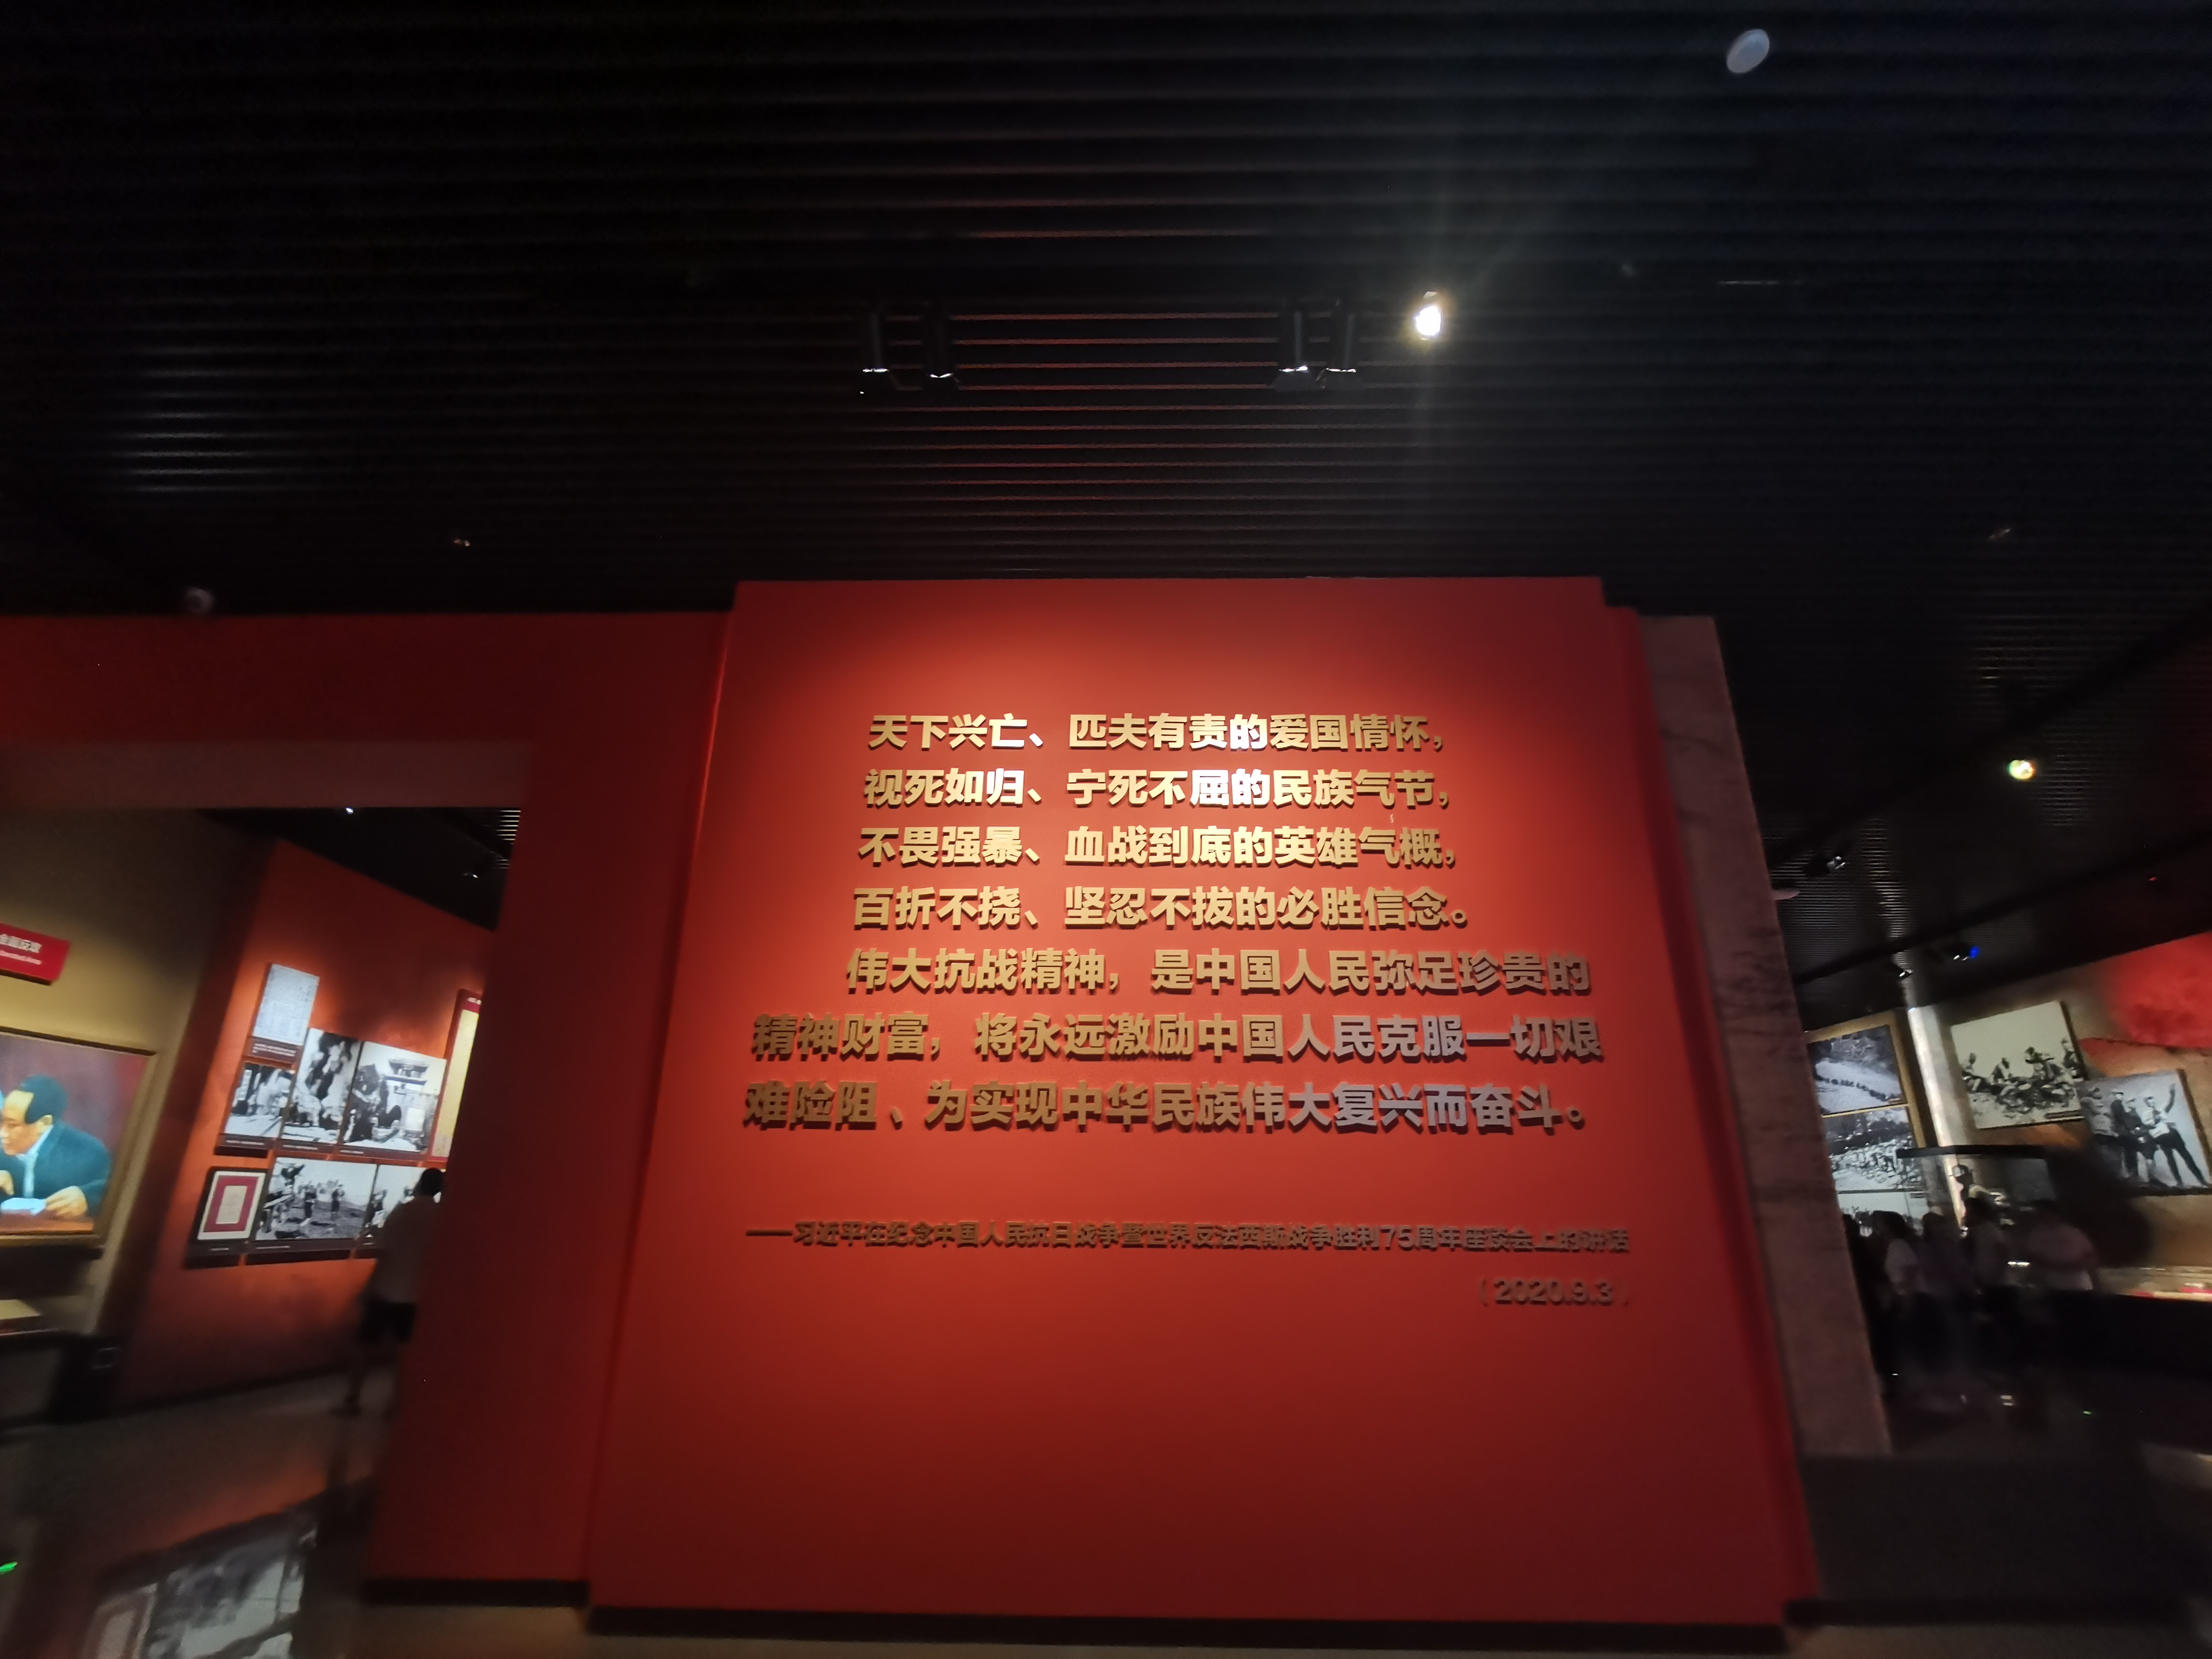 天下兴亡、匹夫有责的爱国情怀，
视死如归、宁死不屈的民族气节，
不畏强暴、血战到底的英雄气概，
百折不挠、坚忍不拔的必胜信念。
伟大抗战精神，是中国人民弥足珍贵的
精神财富，将永远激励中国人民克服一切艰
难险阻、为实现中华民族伟大复兴而奋斗。
——习近平在纪念中国人民抗日战争暨世界反法西斯战争胜利75周年座谈会上的讲话
（2020.9.3）